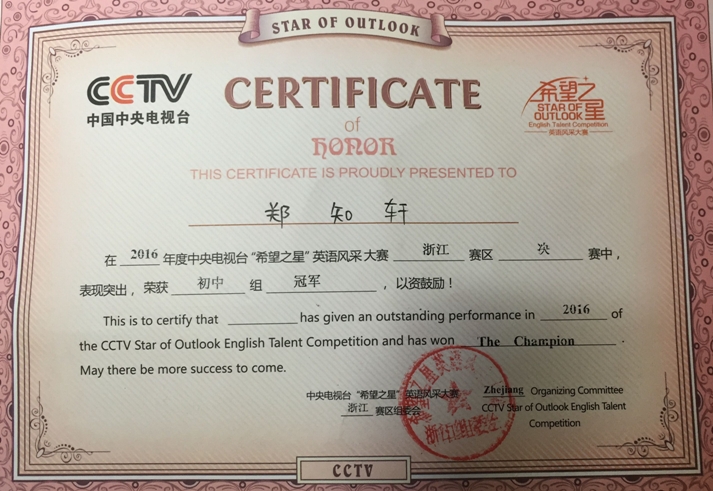 STAR OF OUTLOOK
CCTV
中国中央电视台
CERTIFICATE
of
HONOR
希望之星
STAR OF
OUTLOOK
English Talent Competition
英语风采大赛
THIS CERTIFICATE IS PROUDLY PRESENTED TO
郑知轩
在 2016 年度中央电视台“希望之星”英语风采大赛 浙江 赛区 决 赛中，
表现突出，荣获 初中 组 冠军 ，以资鼓励！
This is to certify that has given an outstanding performance in 2016 of
the CCTV Star of Outlook English Talent Competition and has won The Champion .
May there be more success to come.
中央电视台“希望之星”英语风采大赛
浙江 赛区组委会
Zhejiang Organizing Committee
CCTV Star of Outlook English Talent
Competition
CCTV